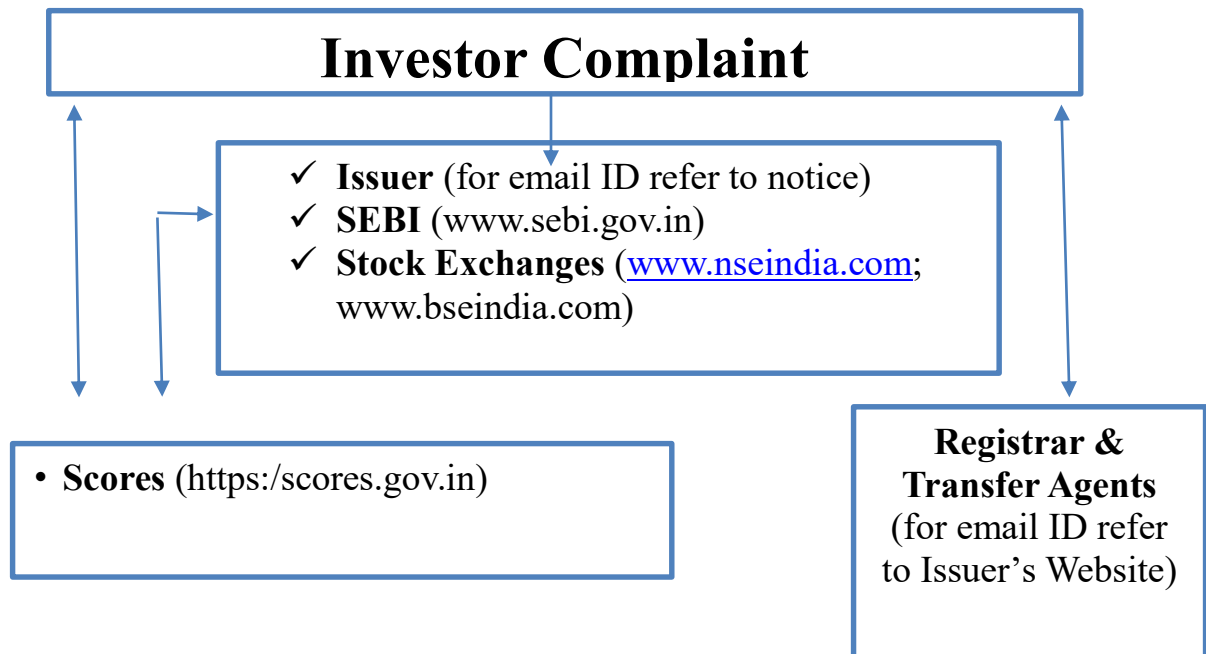 Investor Complaint
✓ Issuer (for email ID refer to notice)
✓ SEBI (www.sebi.gov.in)
✓ Stock Exchanges (www.nseindia.com;
www.bseindia.com)
• Scores (https:/scores.gov.in)
Registrar &
Transfer Agents
(for email ID refer
to Issuer’s Website)